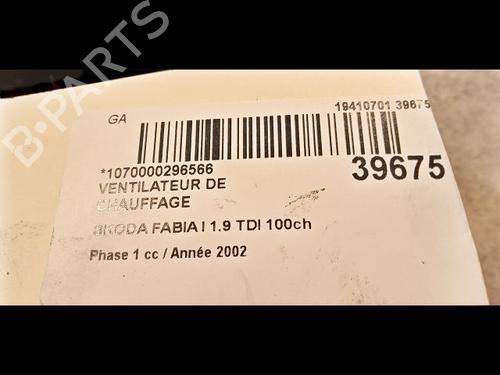 B-PARTS
GA
19410701 39675
*1070000296566
39675
VENTILATEUR DE
CHAUFFAGE
SKODA FABIA I 1.9 TDI 100ch
Phase 1 cc / Année 2002